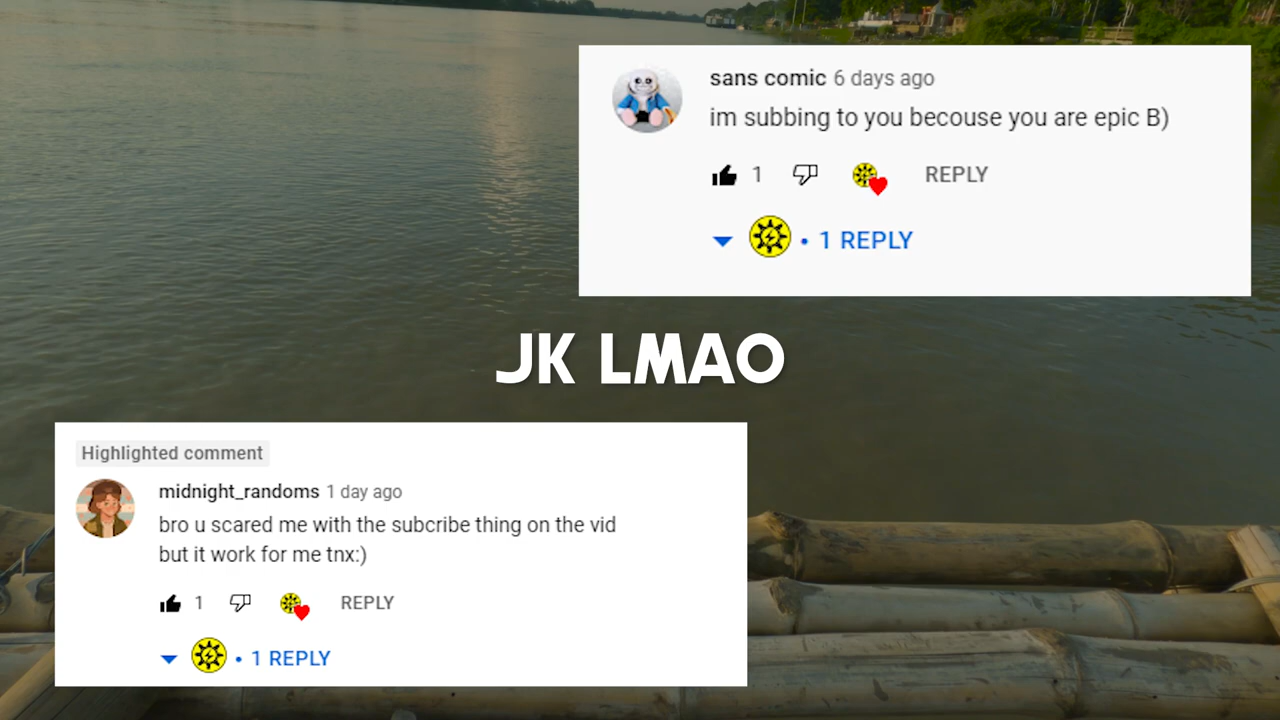 sans comic 6 days ago
im subbing to you becouse you are epic B)
1 REPLY
• 1 REPLY
JK LMAO
Highlighted comment
midnight_randoms 1 day ago
bro u scared me with the subcribe thing on the vid
but it work for me tnx:)
1 REPLY
• 1 REPLY